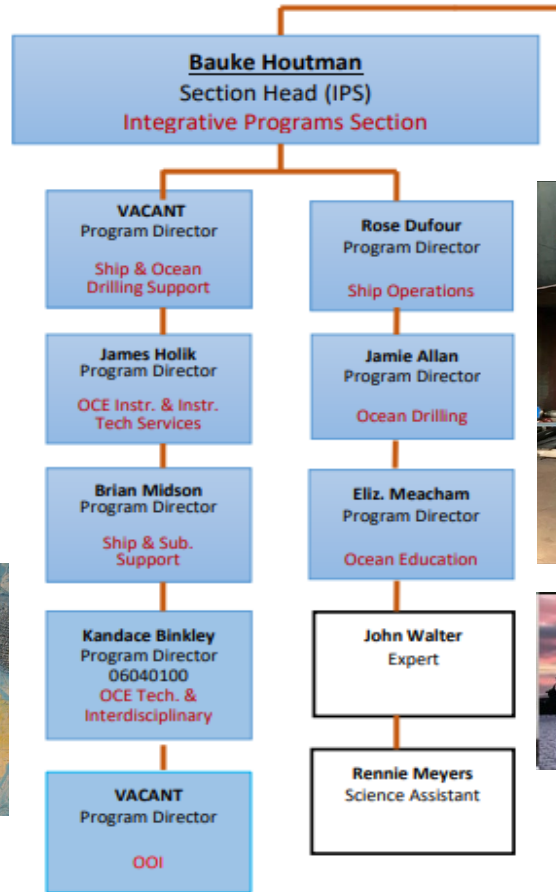 Bauke Houtman
Section Head (IPS)
Integrative Programs Section
VACANT
Program Director
Ship & Ocean
Drilling Support
James Holik
Program Director
OCE Instr. & Instr.
Tech Services
Brian Midson
Program Director
Ship & Sub.
Support
Kandace Binkley
Program Director
06040100
OCE Tech. &
Interdisciplinary
VACANT
Program Director
OOI
Rose Dufour
Program Director
Ship Operations
Jamie Allan
Program Director
Ocean Drilling
Eliz. Meacham
Program Director
Ocean Education
John Walter
Expert
Rennie Meyers
Science Assistant